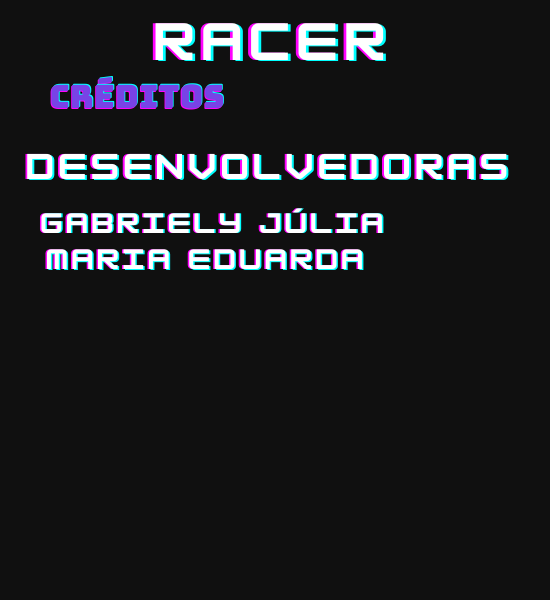 RACER
CRÉDITOS
DESENVOLVEDORAS
GABRIELY JÚLIA
MARIA EDUARDA